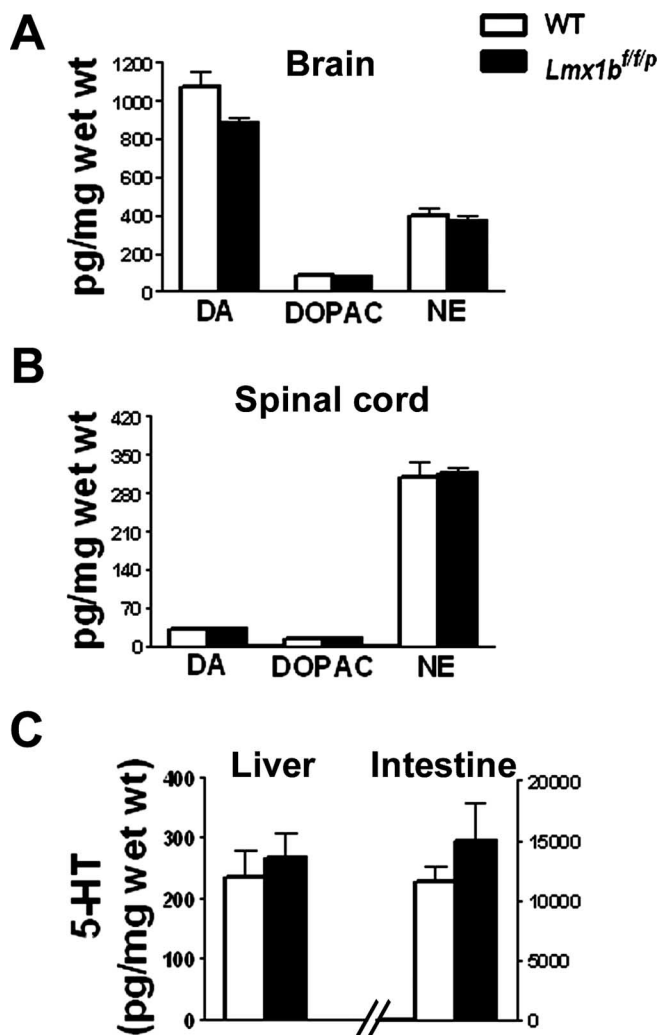 A
WT
Lmx1b f/f/p
Brain
pg/mg wet wt
1200
1000
800
600
400
200
0
DA DOPAC NE
B
Spinal cord
pg/mg wet wt
420
350
280
210
140
70
0
DA DOPAC NE
C
Liver Intestine
5-HT
(pg/mg wet wt)
400
300
200
100
0
20000
15000
10000
5000
0